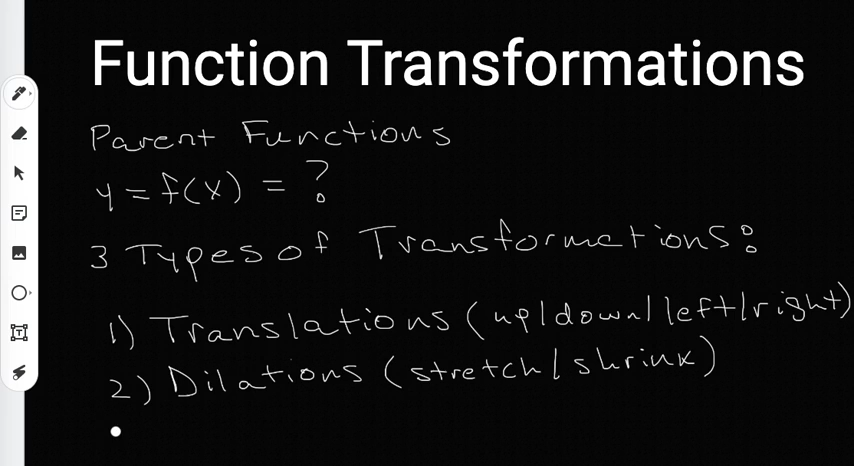 Function Transformations
Parent Functions
y = f(x) = ?
3 Types of Transformations:
1) Translations (up/down/left/right)
2) Dilations (stretch/shrink)